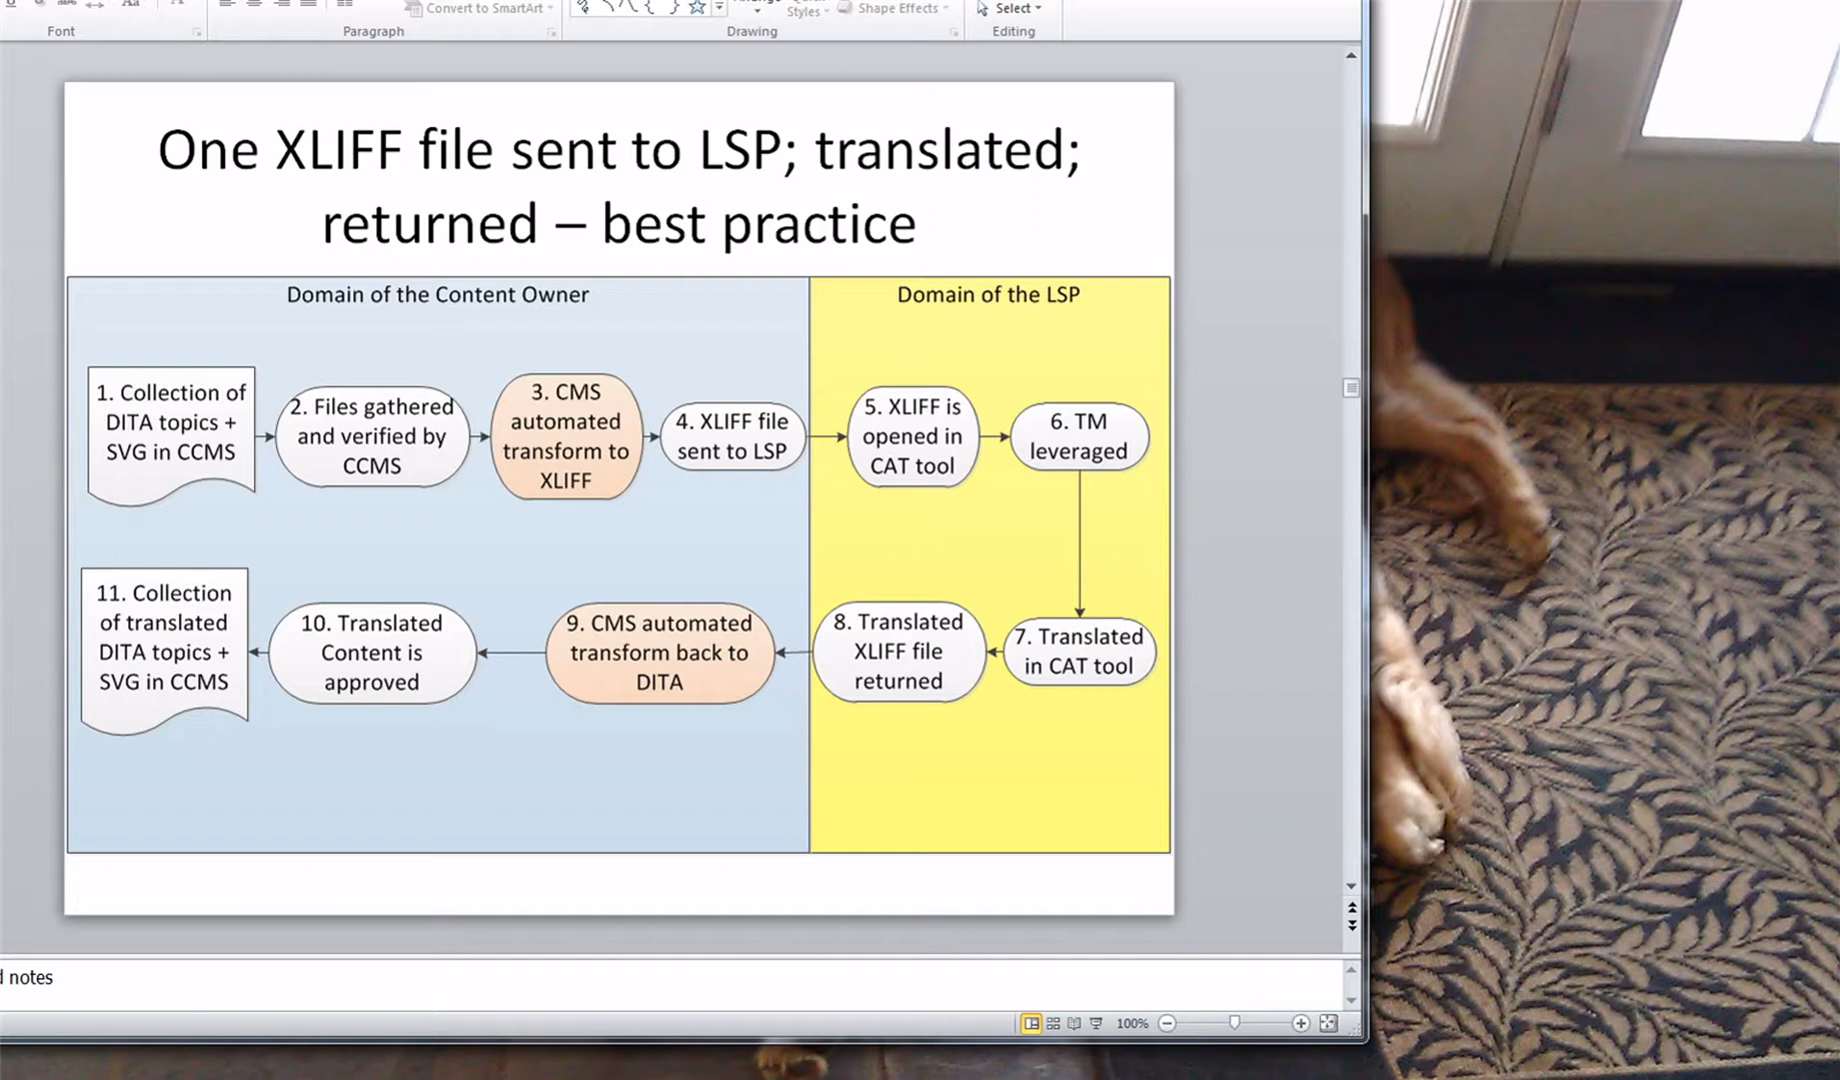 Convert to SmartArt
Styles
Shape Effects
Select
Font
Paragraph
Drawing
Editing
One XLIFF file sent to LSP; translated;
returned – best practice
Domain of the Content Owner
Domain of the LSP
1. Collection of
DITA topics +
SVG in CCMS
2. Files gathered
and verified by
CCMS
3. CMS
automated
transform to
XLIFF
4. XLIFF file
sent to LSP
5. XLIFF is
opened in
CAT tool
6. TM
leveraged
7. Translated
in CAT tool
8. Translated
XLIFF file
returned
9. CMS automated
transform back to
DITA
10. Translated
Content is
approved
11. Collection
of translated
DITA topics +
SVG in CCMS
notes
100%